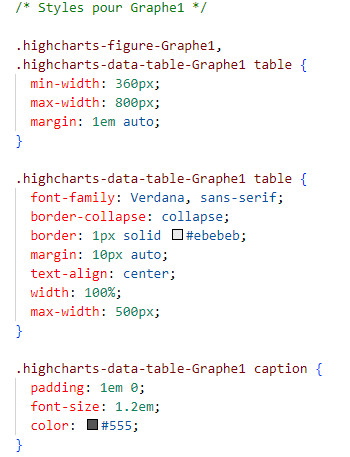 /* Styles pour Graphe1 */
.highcharts-figure-Graphe1,
.highcharts-data-table-Graphe1 table {
min-width: 360px;
max-width: 800px;
margin: 1em auto;
}
.highcharts-data-table-Graphe1 table {
font-family: Verdana, sans-serif;
border-collapse: collapse;
border: 1px solid #ebebeb;
margin: 10px auto;
text-align: center;
width: 100%;
max-width: 500px;
}
.highcharts-data-table-Graphe1 caption {
padding: 1em 0;
font-size: 1.2em;
color: #555;
}